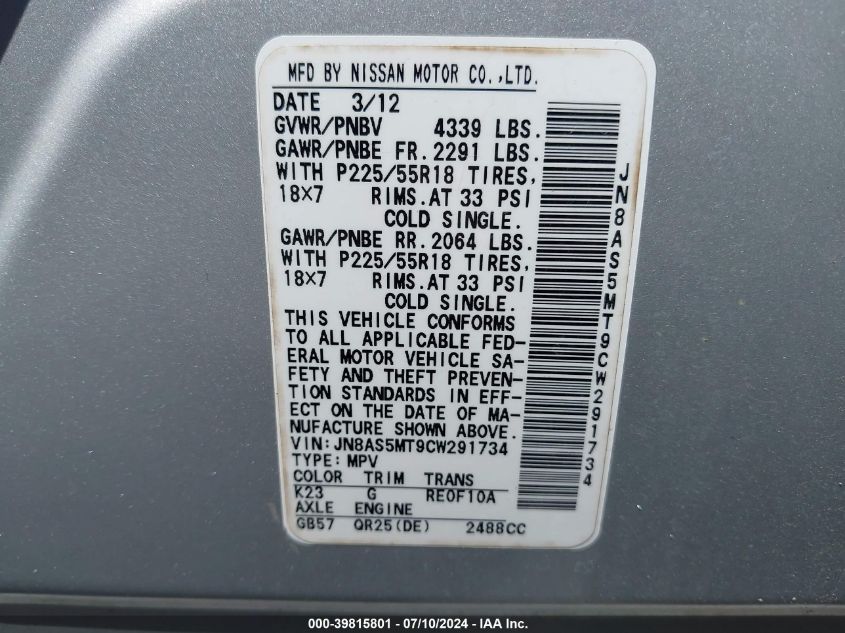 MFD BY NISSAN MOTOR CO.,LTD.
DATE 3/12
GVWR/PNBV 4339 LBS.
GAWR/PNBE FR.2291 LBS.
WITH P225/55R18 TIRES,
18X7 RIMS.AT 33 PSI
COLD SINGLE.
GAWR/PNBE RR.2064 LBS.
WITH P225/55R18 TIRES,
18X7 RIMS.AT 33 PSI
COLD SINGLE.
THIS VEHICLE CONFORMS
TO ALL APPLICABLE FED-
ERAL MOTOR VEHICLE SA-
FETY AND THEFT PREVEN-
TION STANDARDS IN EFF-
ECT ON THE DATE OF MA-
NUFACTURE SHOWN ABOVE.
VIN:JN8AS5MT9CW291734
TYPE:MPV
COLOR TRIM TRANS
K23 G RE0F10A
AXLE ENGINE
GB57 QR25(DE) 2488CC
JN8AS5MT9CW291734
000-39815801 - 07/10/2024 - IAA Inc.